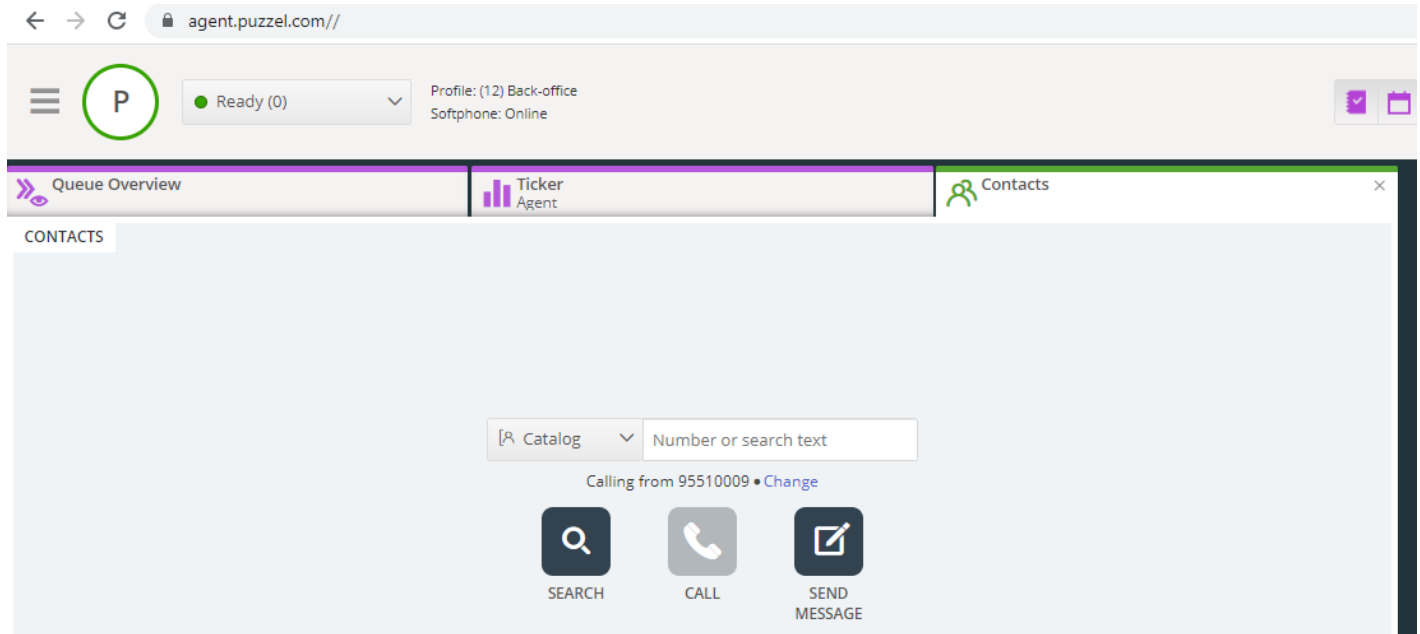 agent.puzzel.com//
P
Ready (0)
Profile: (12) Back-office
Softphone: Online
Queue Overview
Ticker
Agent
Contacts
CONTACTS
Catalog
Number or search text
Calling from 95510009 • Change
SEARCH
CALL
SEND
MESSAGE